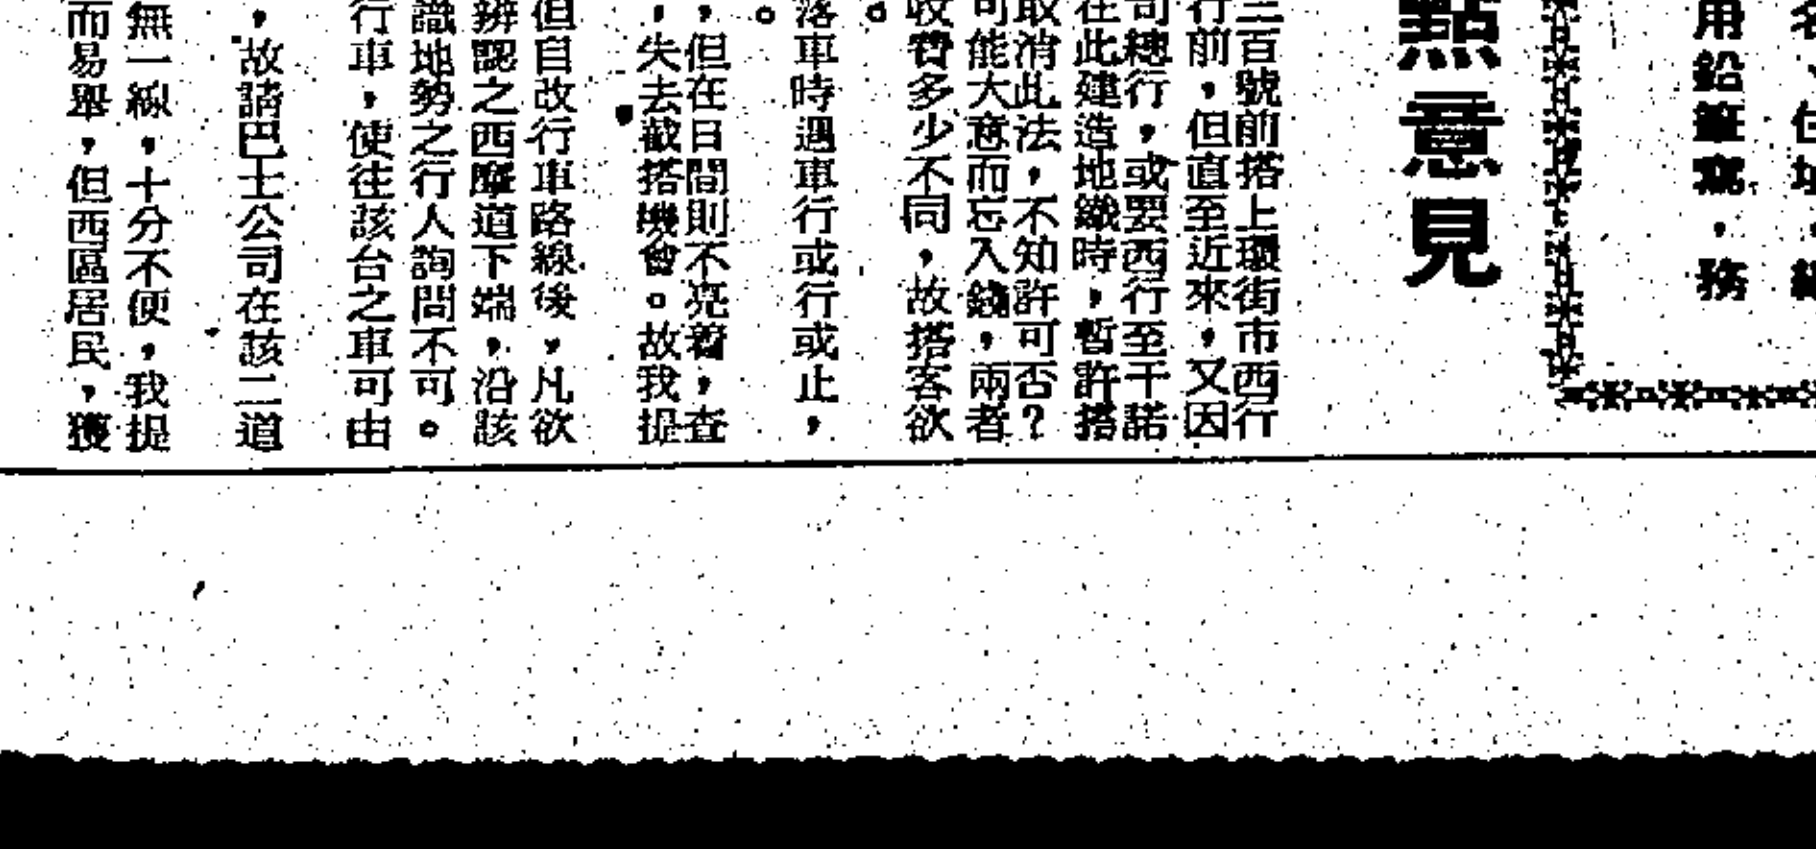 用鉛筆寫，務
點意見
三百號前搭上環街市西行
行前，但直至近來，又因
司總行，或要西行至干諾
在此建造地鐵時，暫許搭
取消此法，不知許可否？
可能大意而忘入錢，兩者
收費多少不同，故搭客欲
。
落車時遇車行或行或止，
。
，但在日間則不亮着，查
，失去截搭機會。故我提
但自改行車路線後，凡欲
辨認之西摩道下端，沿該
識地勢之行人詢問不可。
行車，使往該台之車可由
，故請巴士公司在該二道
無一線，十分不便，我提
而易舉，但西區居民，獲